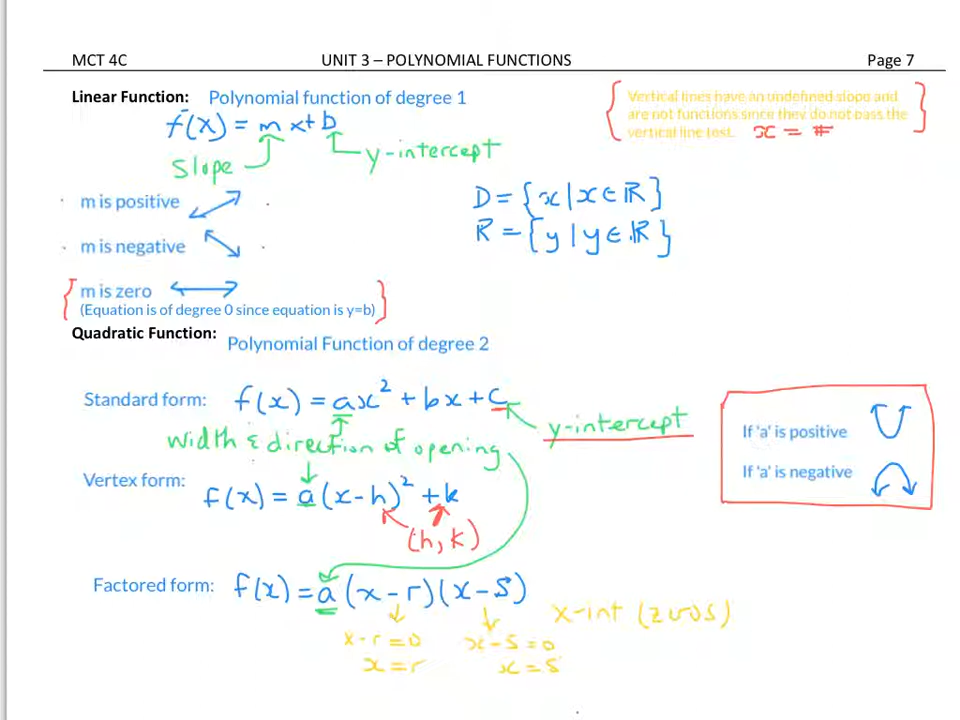 MCT 4C UNIT 3 – POLYNOMIAL FUNCTIONS Page 7
Linear Function: Polynomial function of degree 1
f(x) = mx + b
Slope
y-intercept
Vertical lines have an undefined slope and
are not functions since they do not pass the
vertical line test. x = #
m is positive
m is negative
m is zero
(Equation is of degree 0 since equation is y=b)
D = {x | x ∈ ℝ}
R = {y | y ∈ ℝ}
Quadratic Function: Polynomial Function of degree 2
Standard form: f(x) = ax² + bx + c
y-intercept
width & direction of opening
Vertex form: f(x) = a(x-h)² + k
(h, k)
If 'a' is positive
If 'a' is negative
Factored form: f(x) = a(x-r)(x-s)
x-int (zeros)
x-r=0 x-s=0
x=r x=s